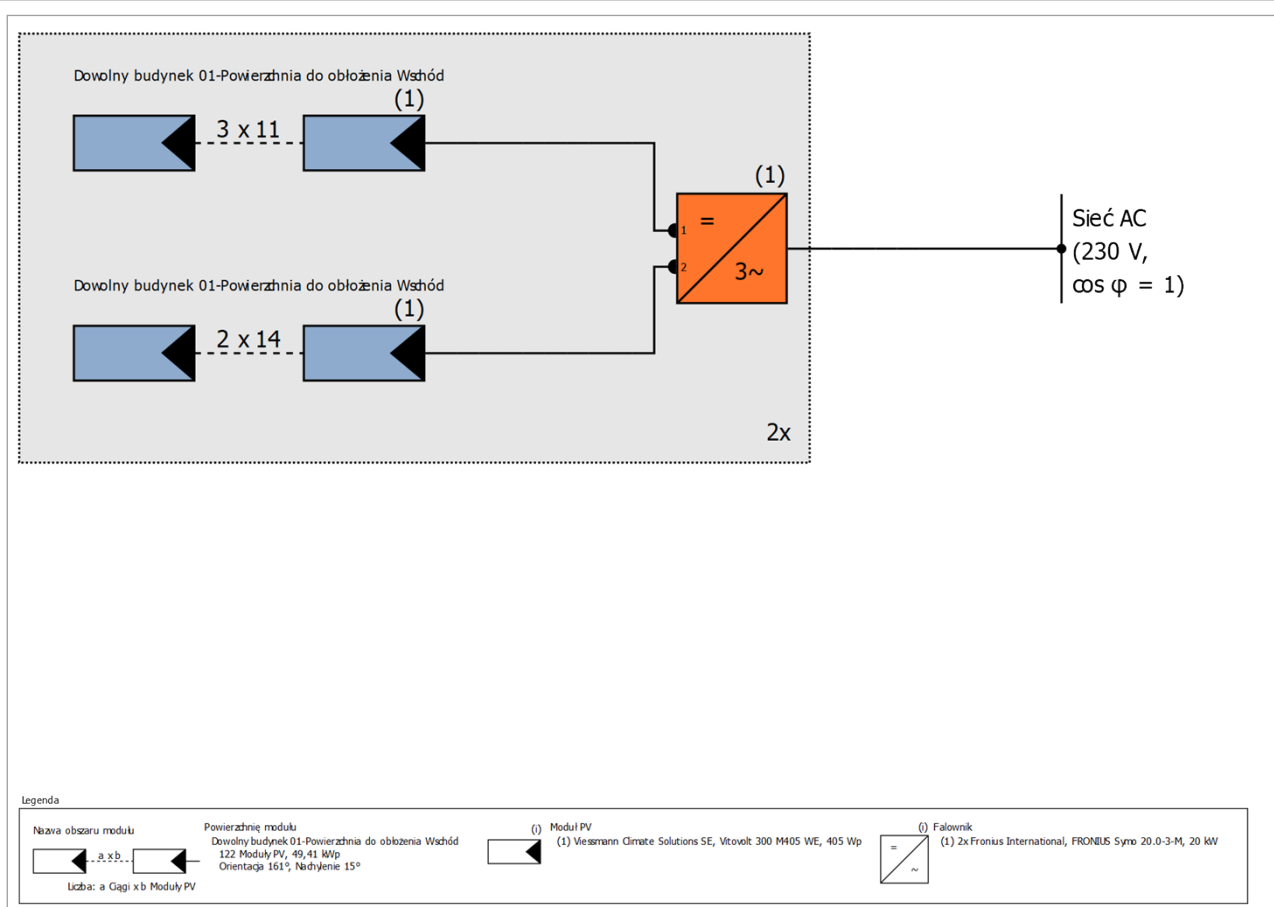 Dowolny budynek 01-Powierzchnia do obłożenia Wschód
(1)
3 x 11
(1)
=
1
2
3~
Sieć AC
(230 V,
cos φ = 1)
Dowolny budynek 01-Powierzchnia do obłożenia Wschód
(1)
2 x 14
2x
Legenda
Nazwa obszaru modułu
a x b
Liczba: a Ciągi x b Moduły PV
Powierzchnię modułu
Dowolny budynek 01-Powierzchnia do obłożenia Wschód
122 Moduły PV, 49,41 kWp
Orientacja 161°, Nachylenie 15°
(i) Moduł PV
(1) Viessmann Climate Solutions SE, Vitovolt 300 M405 WE, 405 Wp
(i) Falownik
= ~
(1) 2x Fronius International, FRONIUS Symo 20.0-3-M, 20 kW